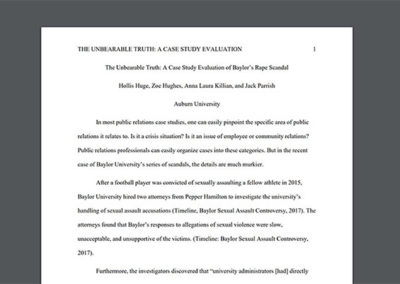 THE UNBEARABLE TRUTH: A CASE STUDY EVALUATION 1
The Unbearable Truth: A Case Study Evaluation of Baylor's Rape Scandal
Hollis Huge, Zoe Hughes, Anna Laura Killian, and Jack Parrish
Auburn University
In most public relations case studies, one can easily pinpoint the specific area of public
relations it relates to. Is it a crisis situation? Is it an issue of employee or community relations?
Public relations professionals can easily organize cases into these categories. But in the recent
case of Baylor University's series of scandals, the details are much murkier.
After a football player was convicted of sexually assaulting a fellow athlete in 2015,
Baylor University hired two attorneys from Pepper Hamilton to investigate the university's
handling of sexual assault accusations (Timeline, Baylor Sexual Assault Controversy, 2017). The
attorneys found that Baylor's responses to allegations of sexual violence were slow,
unacceptable, and unsupportive of the victims. (Timeline: Baylor Sexual Assault Controversy,
2017).
Furthermore, the investigators discovered that “university administrators [had] directly